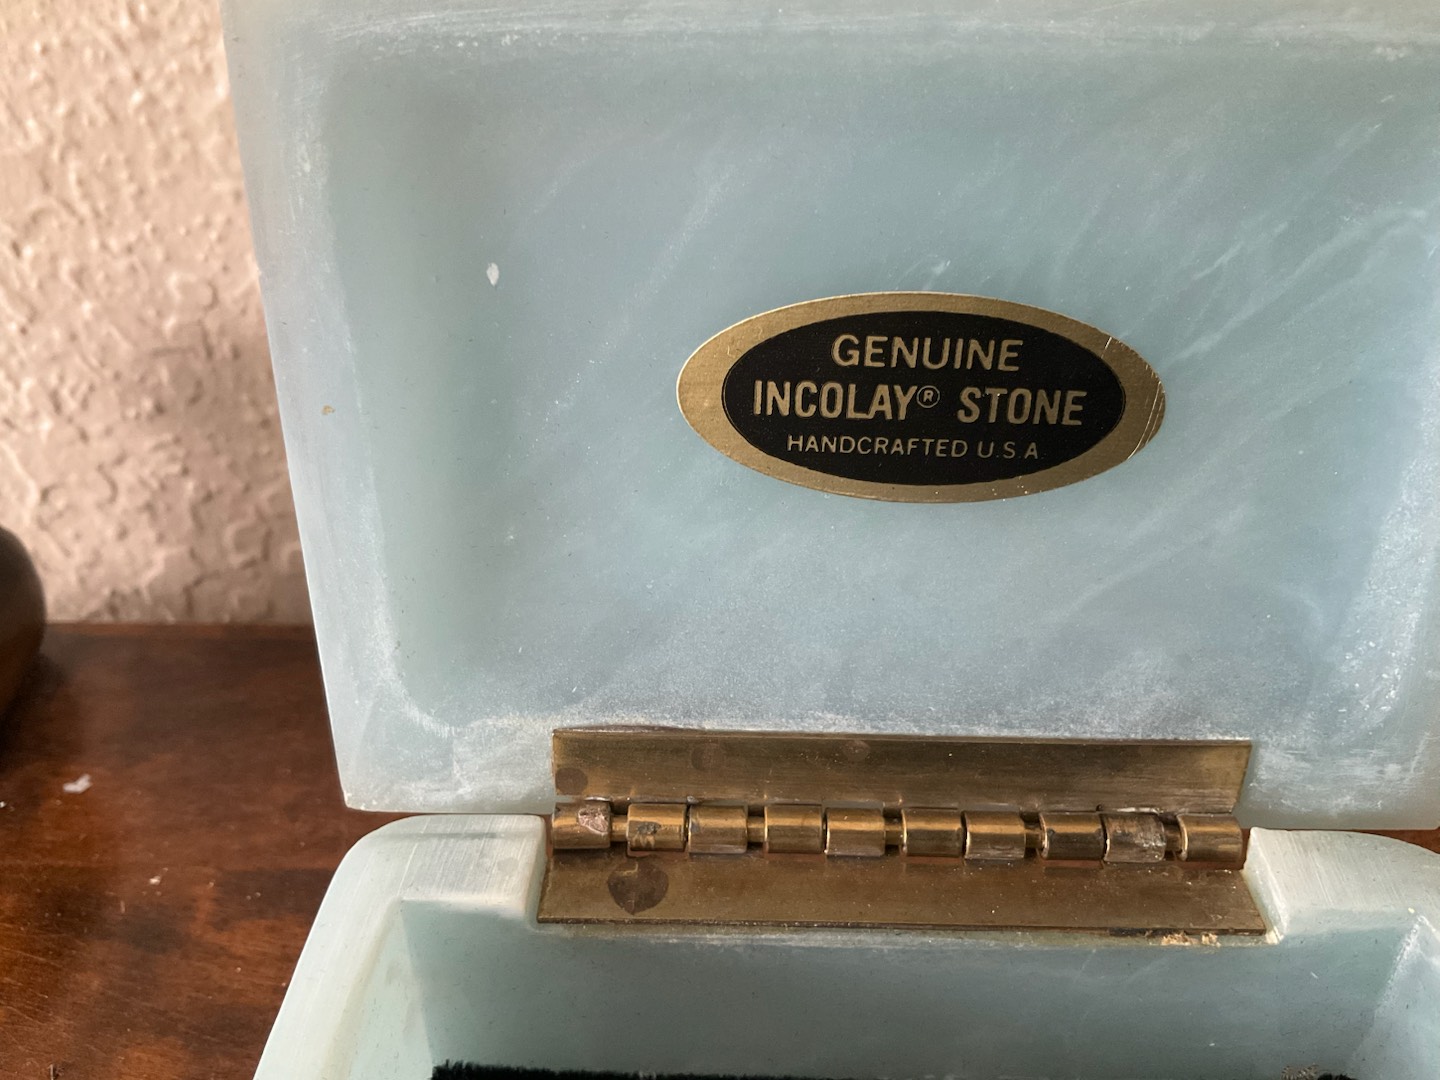 GENUINE
INCOLAY® STONE
HANDCRAFTED U.S.A.